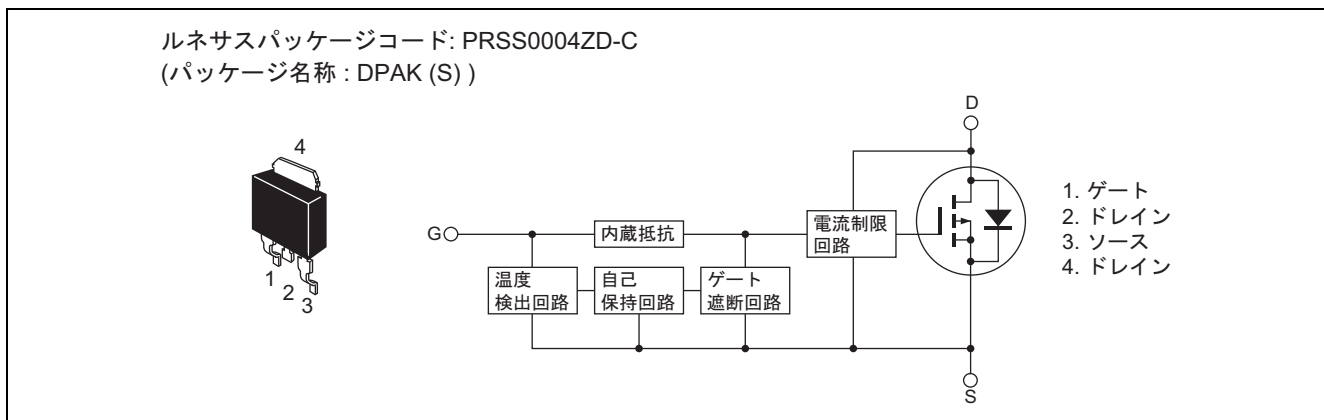 ルネサスパッケージコード: PRSS0004ZD-C
(パッケージ名称 : DPAK (S) )
4
1
2
3
D
G
内蔵抵抗
電流制限
回路
温度
検出回路
自己
保持回路
ゲート
遮断回路
S
1. ゲート
2. ドレイン
3. ソース
4. ドレイン